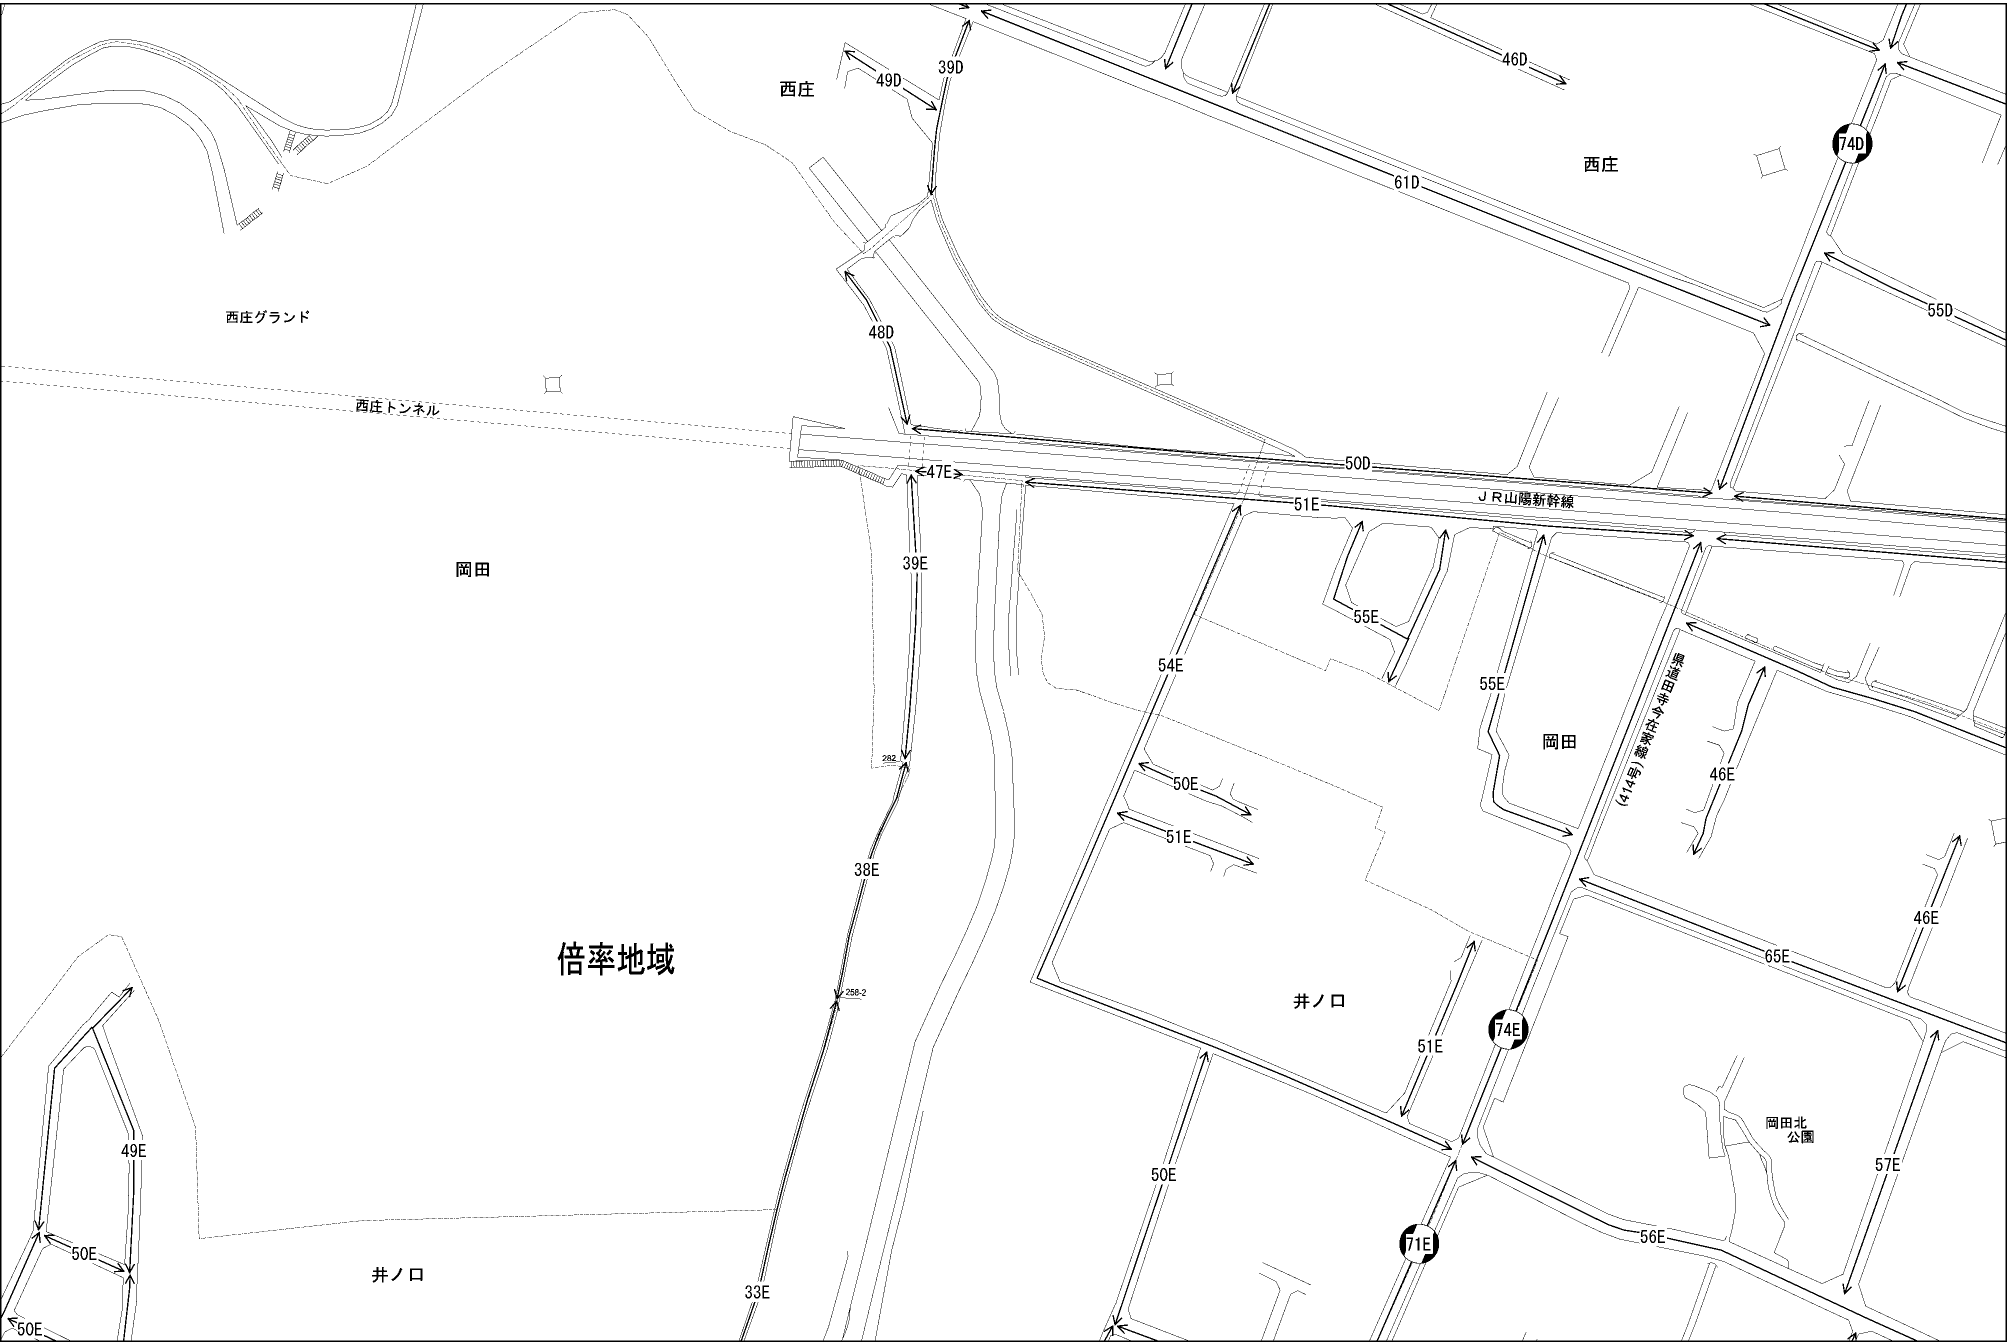 49D
39D
46D
西庄
74D
西庄
61D
55D
西庄グランド
48D
西庄トンネル
50D
47E
JR山陽新幹線
51E
39E
岡田
55E
54E
55E
県道田寺今在家線
(414号)
岡田
282
46E
50E
51E
38E
46E
倍率地域
65E
258-2
井ノ口
74E
51E
岡田北
公園
49E
50E
57E
56E
71E
50E
井ノ口
33E
50E